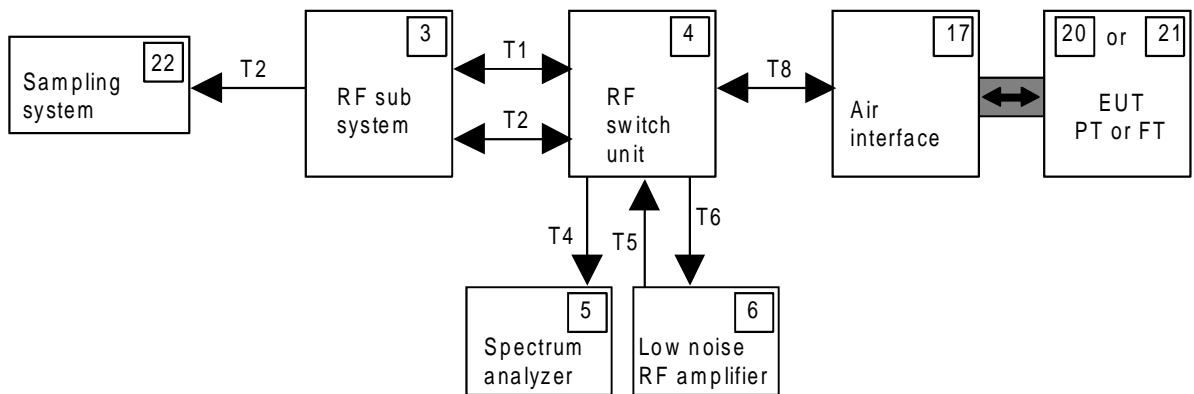 22
Sampling
system
T2
3
RF sub
system
T1
T2
4
RF
switch
unit
T8
17
Air
interface
20 or 21
EUT
PT or FT
T4
T5
T6
5
Spectrum
analyzer
6
Low noise
RF amplifier